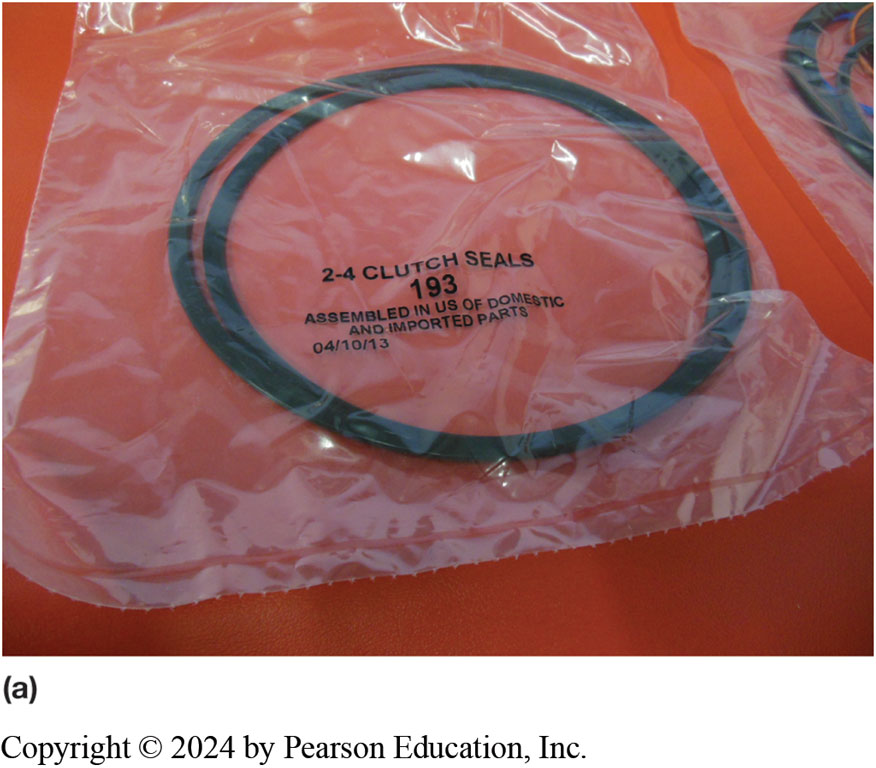 2-4 CLUTCH SEALS
193
ASSEMBLED IN US OF DOMESTIC
AND IMPORTED PARTS
04/10/13
(a)
Copyright © 2024 by Pearson Education, Inc.